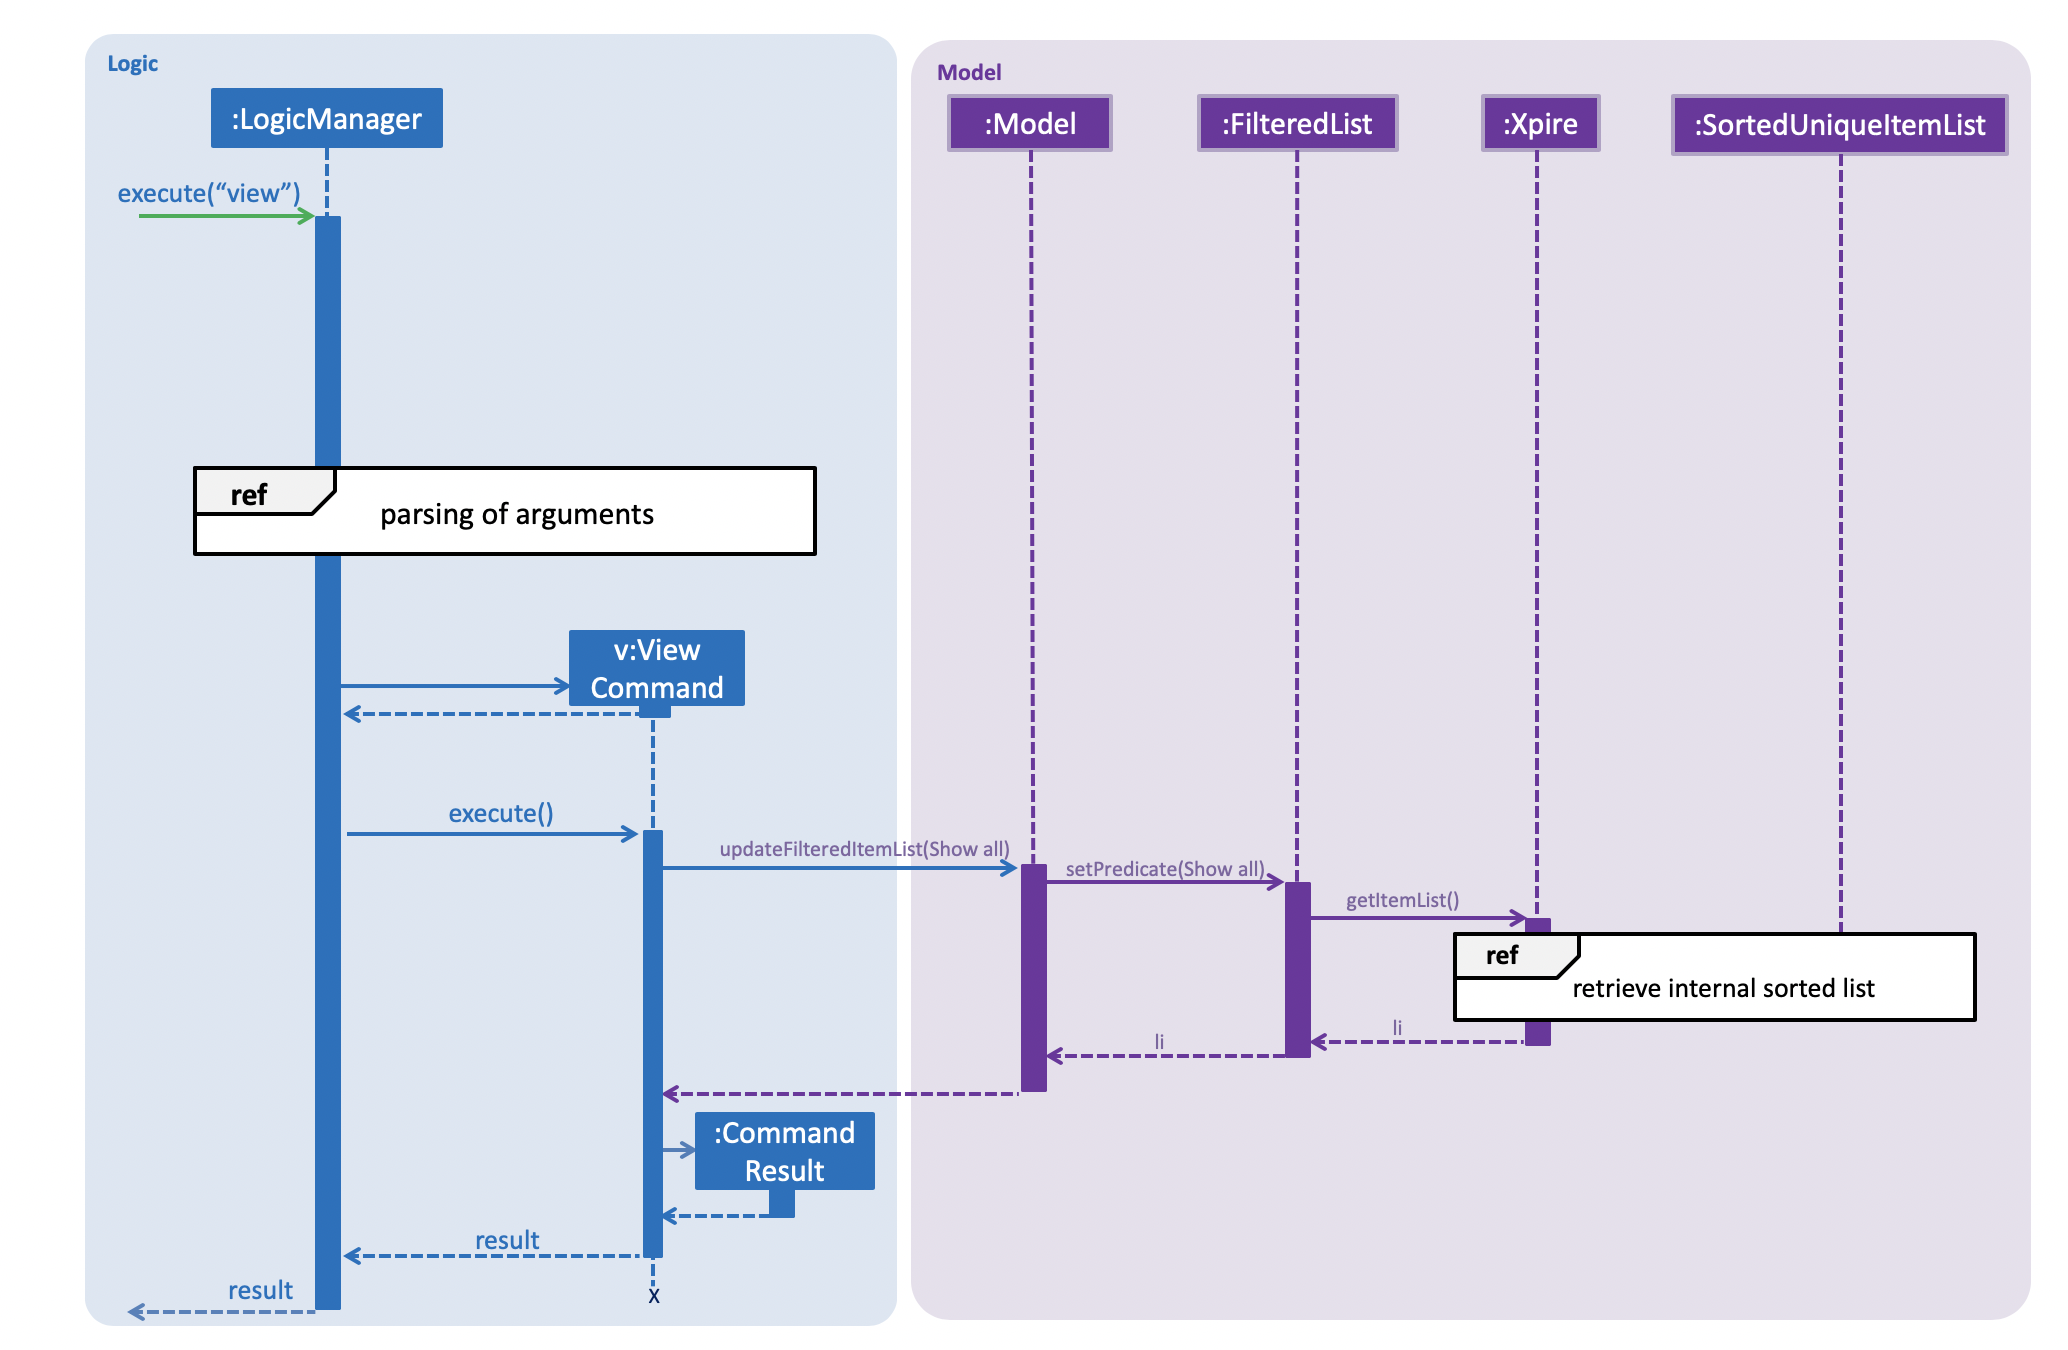 Logic
Model
:LogicManager
:Model
:FilteredList
:Xpire
:SortedUniqueItemList
execute(“view”)
ref
parsing of arguments
v:View
Command
execute()
updateFilteredItemList(Show all)
setPredicate(Show all)
getItemList()
ref
retrieve internal sorted list
li
li
:Command
Result
result
result
X